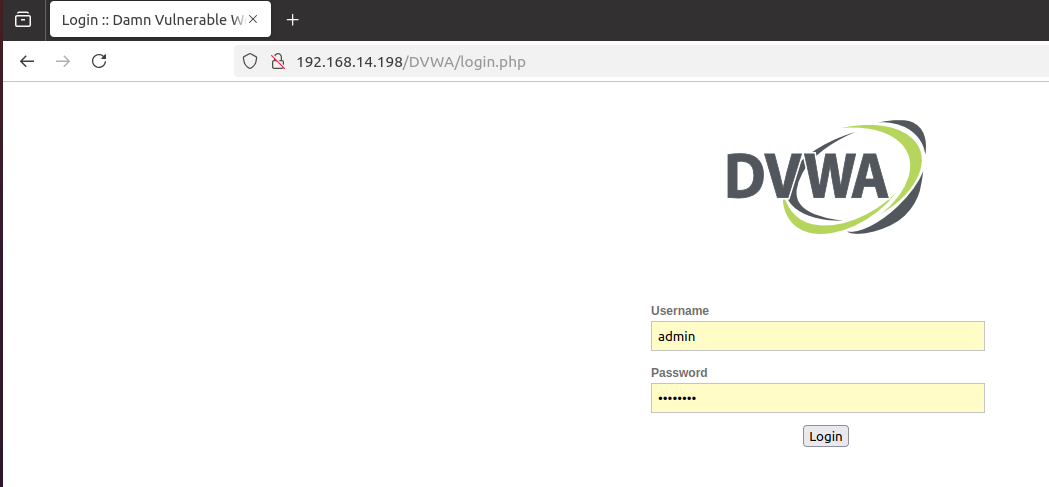 Login :: Damn Vulnerable W
192.168.14.198/DVWA/login.php
DVWA
Username
admin
Password
••••••••
Login